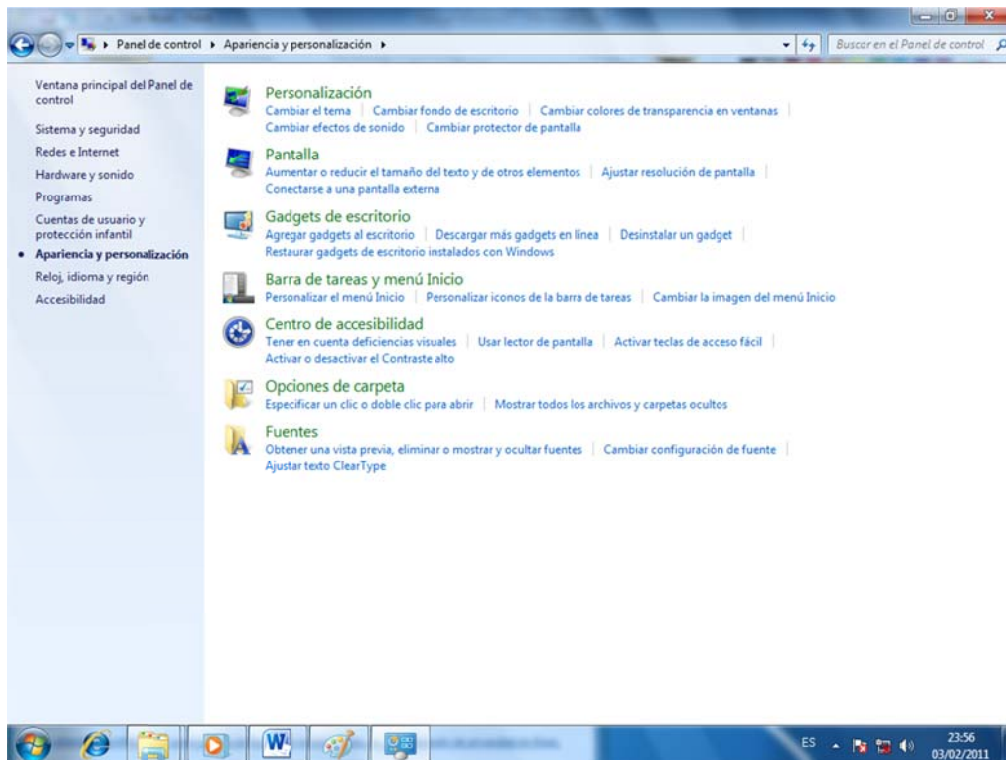 Panel de control ▸ Apariencia y personalización ▸
Buscar en el Panel de control
Ventana principal del Panel de
control
Sistema y seguridad
Redes e Internet
Hardware y sonido
Programas
Cuentas de usuario y
protección infantil
Apariencia y personalización
Reloj, idioma y región
Accesibilidad
Personalización
Cambiar el tema | Cambiar fondo de escritorio | Cambiar colores de transparencia en ventanas |
Cambiar efectos de sonido | Cambiar protector de pantalla
Pantalla
Aumentar o reducir el tamaño del texto y de otros elementos | Ajustar resolución de pantalla |
Conectarse a una pantalla externa
Gadgets de escritorio
Agregar gadgets al escritorio | Descargar más gadgets en línea | Desinstalar un gadget |
Restaurar gadgets de escritorio instalados con Windows
Barra de tareas y menú Inicio
Personalizar el menú Inicio | Personalizar iconos de la barra de tareas | Cambiar la imagen del menú Inicio
Centro de accesibilidad
Tener en cuenta deficiencias visuales | Usar lector de pantalla | Activar teclas de acceso fácil |
Activar o desactivar el Contraste alto
Opciones de carpeta
Especificar un clic o doble clic para abrir | Mostrar todos los archivos y carpetas ocultos
Fuentes
Obtener una vista previa, eliminar o mostrar y ocultar fuentes | Cambiar configuración de fuente |
Ajustar texto ClearType
ES
23:56
03/02/2011